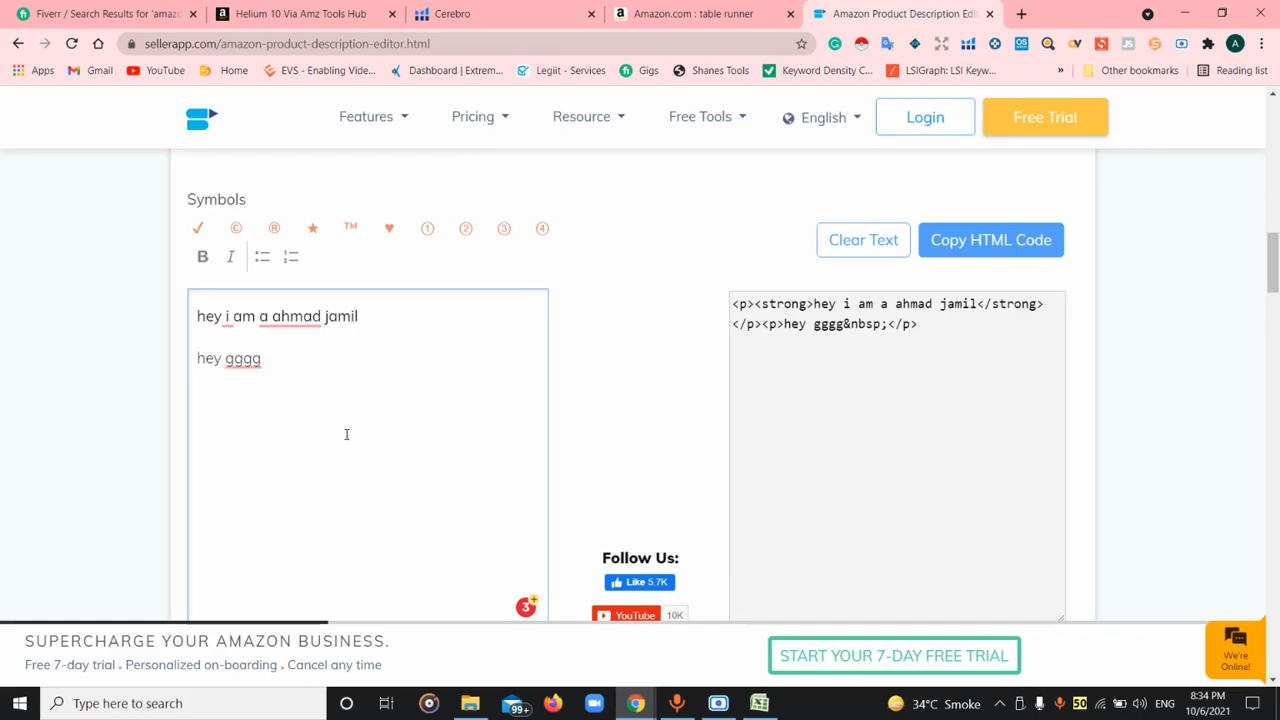 Fiverr / Search Results for 'amazo
Helium 10 Via Amz Tools Hub
Cerebro
Amazon.com : table runner
Amazon Product Description Edi
sellerapp.com/amazon-product-description-editor.html
Apps
Gmail
YouTube
Home
EVS - Enabling Vide...
Dashboard | Extrem...
Legiit - Services
Gigs
Shanes Tools
Keyword Density C...
LSIGraph: LSI Keyw...
»
Other bookmarks
Reading list
Features
Pricing
Resource
Free Tools
English
Login
Free Trial
Symbols
✓ © ® ★ ™ ♥ ① ② ③ ④
B I
Clear Text
Copy HTML Code
hey i am a ahmad jamil
hey gggg
<p><strong>hey i am a ahmad jamil</strong>
</p><p>hey gggg&nbsp;</p>
3
Follow Us:
Like 5.7K
YouTube 10K
SUPERCHARGE YOUR AMAZON BUSINESS.
Free 7-day trial • Personalized on-boarding • Cancel any time
START YOUR 7-DAY FREE TRIAL
We're
Online!
Type here to search
99+
34°C Smoke
50
ENG
8:34 PM
10/6/2021